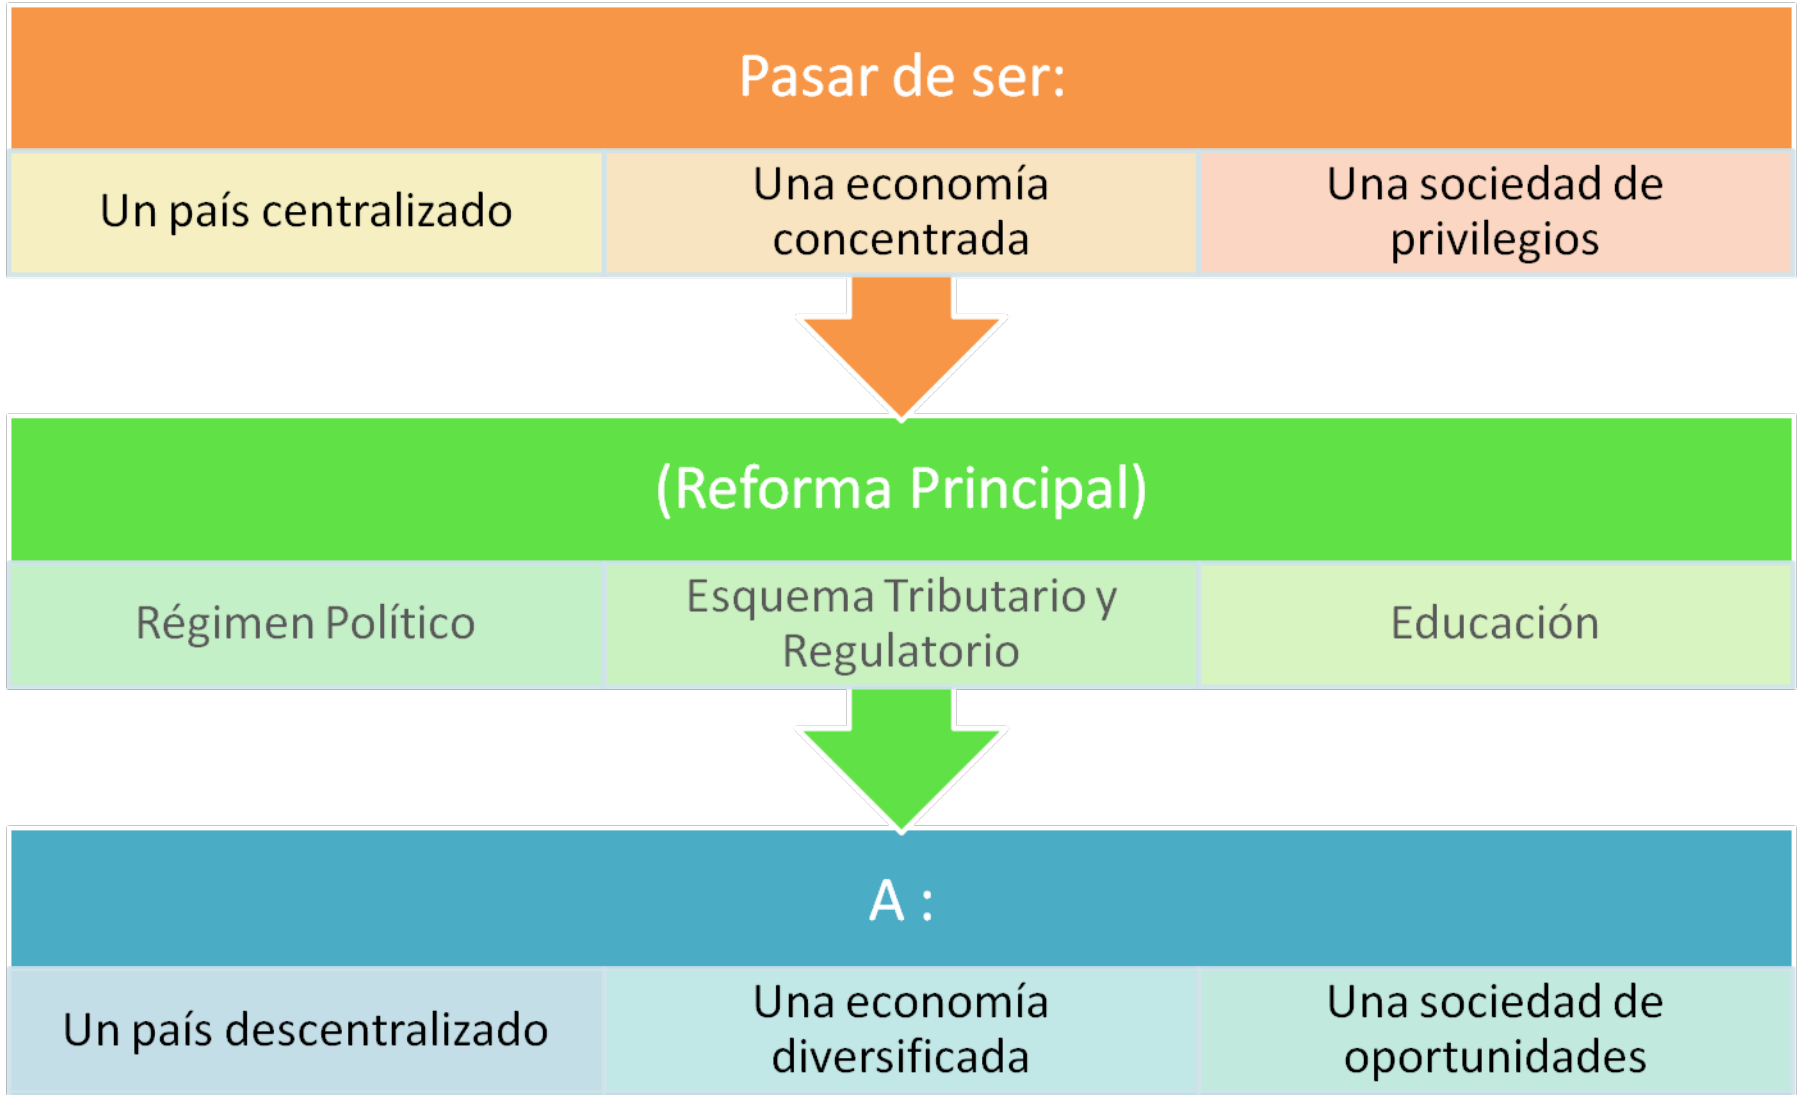 Pasar de ser:
Un país centralizado
Una economía
concentrada
Una sociedad de
privilegios
(Reforma Principal)
Régimen Político
Esquema Tributario y
Regulatorio
Educación
A :
Un país descentralizado
Una economía
diversificada
Una sociedad de
oportunidades